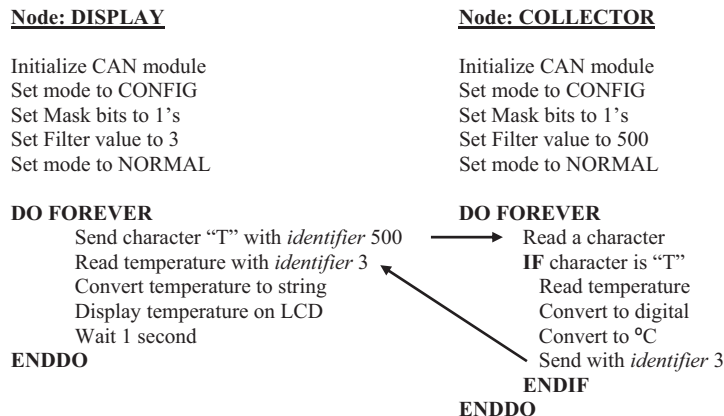 Node: DISPLAY
Initialize CAN module
Set mode to CONFIG
Set Mask bits to 1’s
Set Filter value to 3
Set mode to NORMAL
DO FOREVER
Send character “T” with identifier 500
Read temperature with identifier 3
Convert temperature to string
Display temperature on LCD
Wait 1 second
ENDDO
Node: COLLECTOR
Initialize CAN module
Set mode to CONFIG
Set Mask bits to 1’s
Set Filter value to 500
Set mode to NORMAL
DO FOREVER
Read a character
IF character is “T”
Read temperature
Convert to digital
Convert to ºC
Send with identifier 3
ENDIF
ENDDO